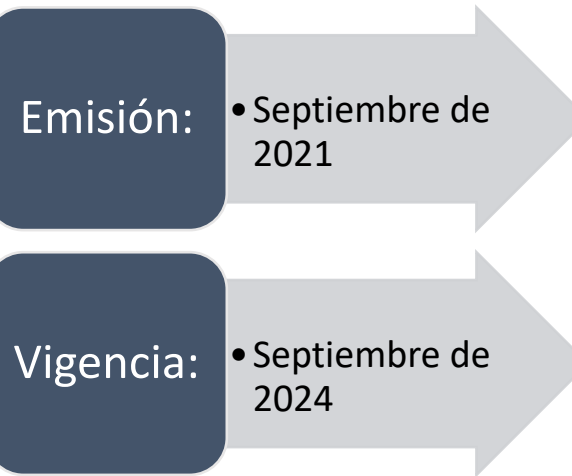 Emisión:
• Septiembre de
2021
Vigencia:
• Septiembre de
2024